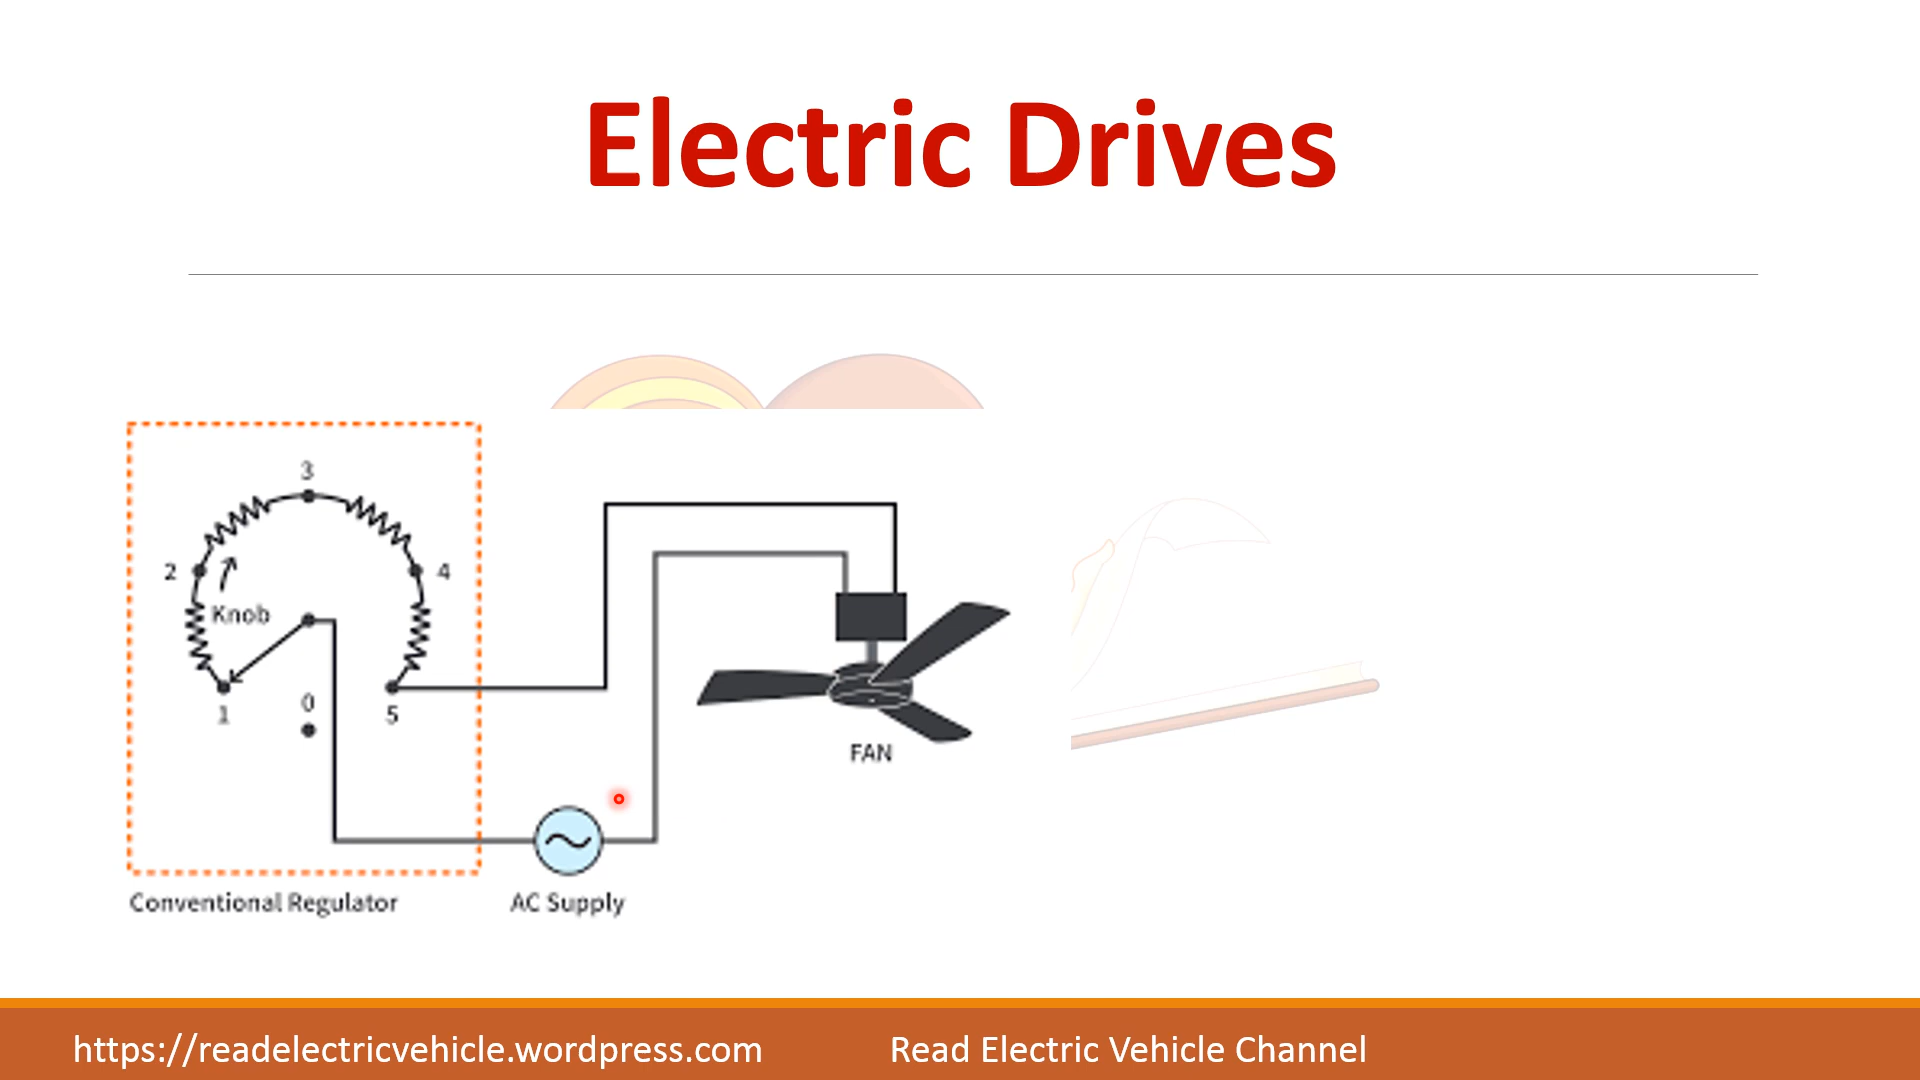 Electric Drives
3
2
4
Knob
0
1
5
FAN
Conventional Regulator
AC Supply
https://readelectricvehicle.wordpress.com
Read Electric Vehicle Channel